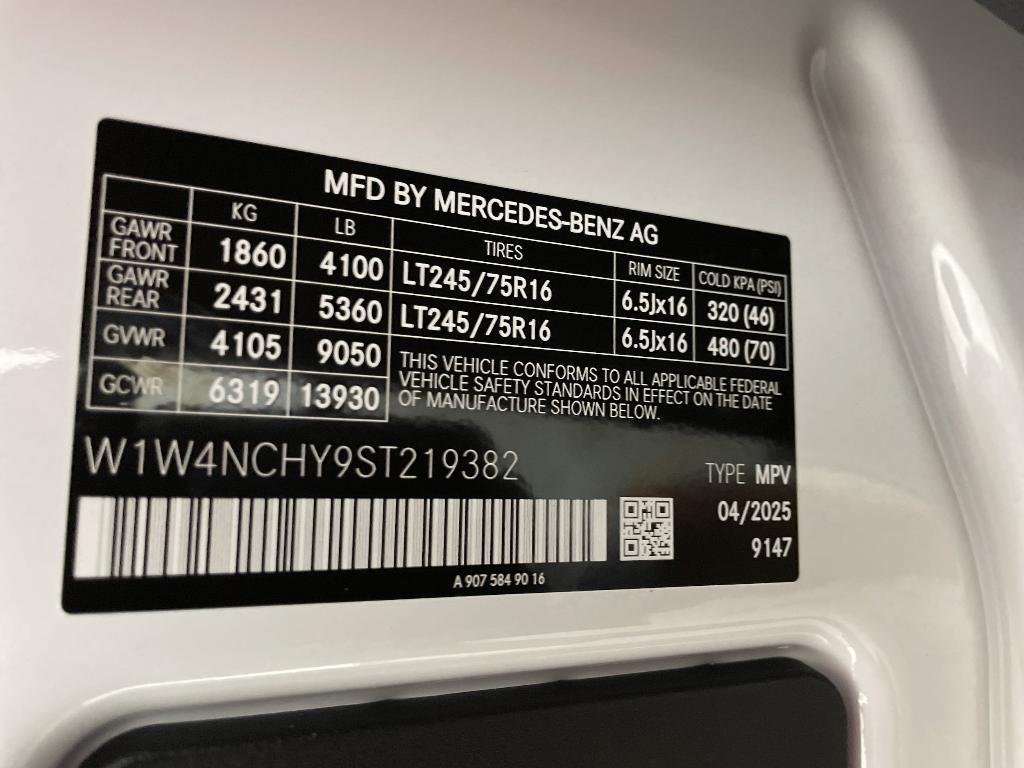 MFD BY MERCEDES-BENZ AG
KG LB TIRES RIM SIZE COLD KPA (PSI)
GAWR FRONT 1860 4100 LT245/75R16 6.5Jx16 320 (46)
GAWR REAR 2431 5360 LT245/75R16 6.5Jx16 480 (70)
GVWR 4105 9050
GCWR 6319 13930
THIS VEHICLE CONFORMS TO ALL APPLICABLE FEDERAL
VEHICLE SAFETY STANDARDS IN EFFECT ON THE DATE
OF MANUFACTURE SHOWN BELOW.
W1W4NCHY9ST219382
TYPE MPV
04/2025
9147
A 907 584 90 16